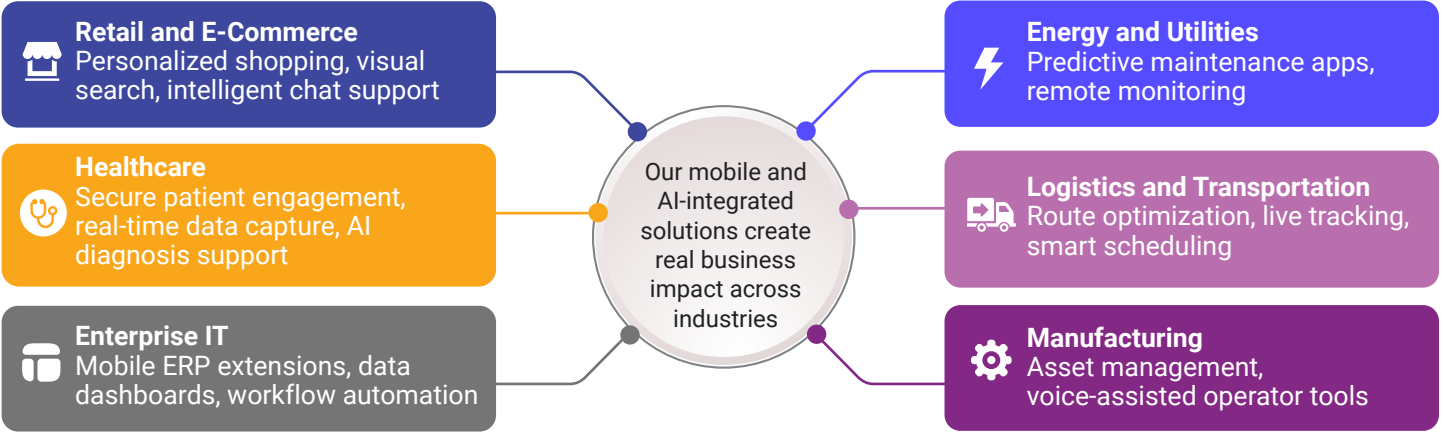 Retail and E-Commerce
Personalized shopping, visual
search, intelligent chat support
Healthcare
Secure patient engagement,
real-time data capture, AI
diagnosis support
Enterprise IT
Mobile ERP extensions, data
dashboards, workflow automation
Our mobile and
AI-integrated
solutions create
real business
impact across
industries
Energy and Utilities
Predictive maintenance apps,
remote monitoring
Logistics and Transportation
Route optimization, live tracking,
smart scheduling
Manufacturing
Asset management,
voice-assisted operator tools